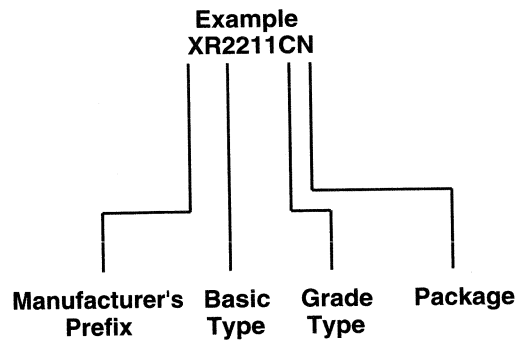 Example
XR2211CN
Manufacturer's Prefix
Basic Type
Grade Type
Package